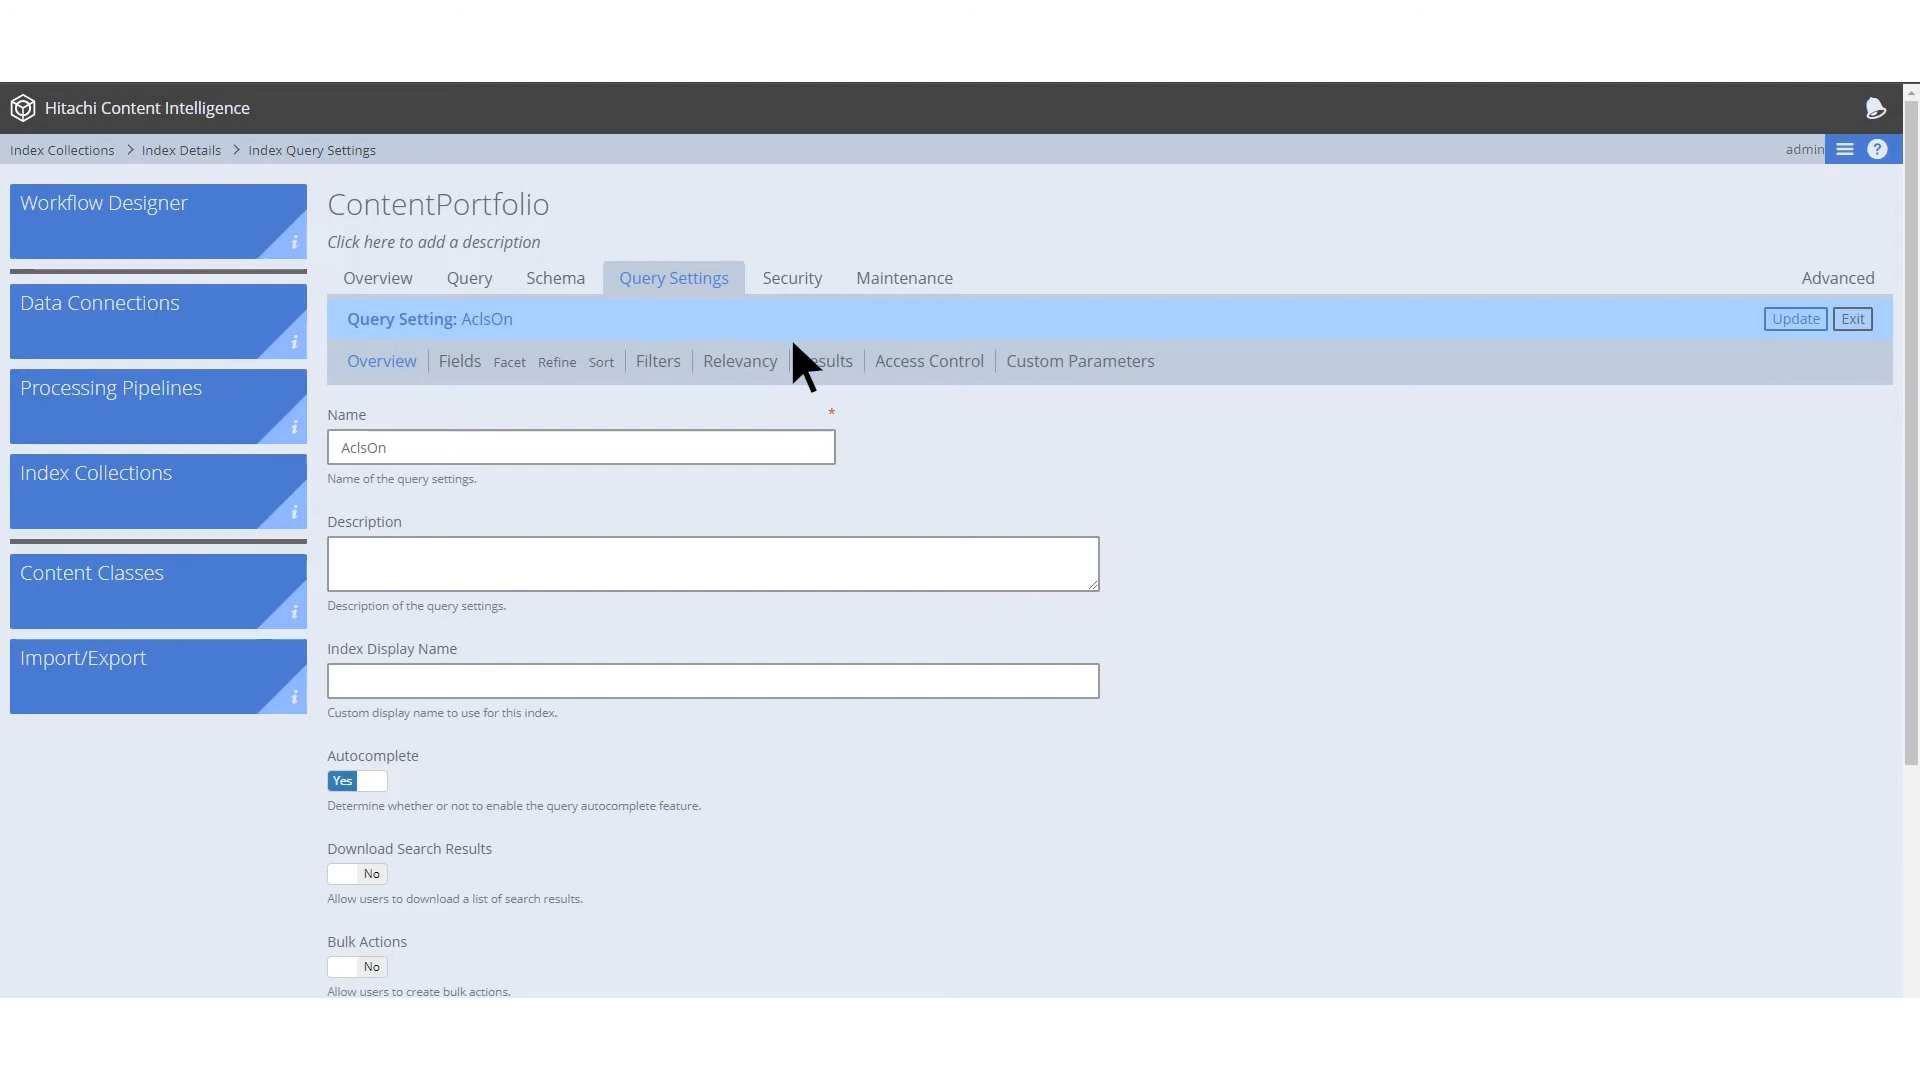 Hitachi Content Intelligence
Index Collections > Index Details > Index Query Settings
admin
?
Workflow Designer
i
Data Connections
i
Processing Pipelines
i
Index Collections
i
Content Classes
i
Import/Export
i
ContentPortfolio
Click here to add a description
Overview Query Schema Query Settings Security Maintenance Advanced
Query Setting: AclsOn Update Exit
Overview Fields Facet Refine Sort Filters Relevancy Access Control Custom Parameters
Name *
AclsOn
Name of the query settings.
Description
Description of the query settings.
Index Display Name
Custom display name to use for this index.
Autocomplete
Yes
Determine whether or not to enable the query autocomplete feature.
Download Search Results
No
Allow users to download a list of search results.
Bulk Actions
No
Allow users to create bulk actions.